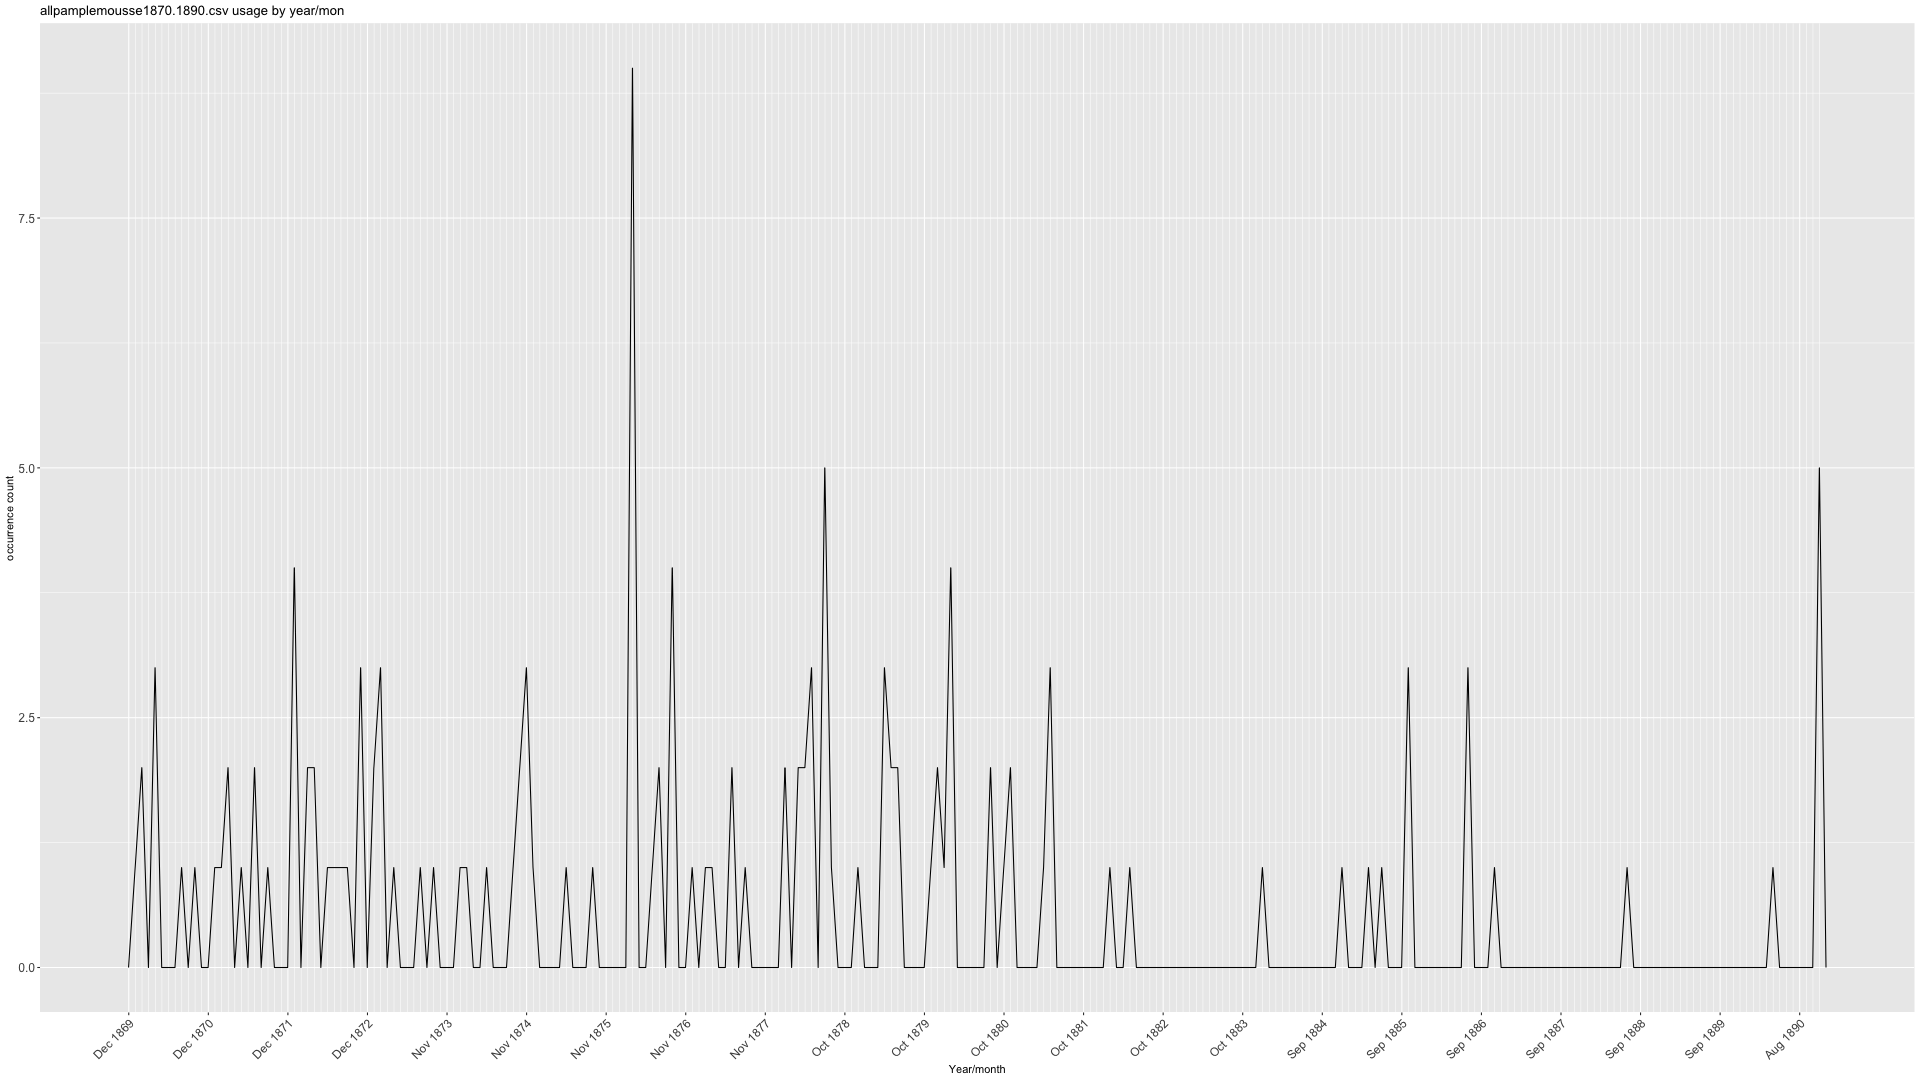 allpamplemousse1870.1890.csv usage by year/mon
7.5
5.0
2.5
0.0
occurrence count
Dec 1869
Dec 1870
Dec 1871
Dec 1872
Nov 1873
Nov 1874
Nov 1875
Nov 1876
Nov 1877
Oct 1878
Oct 1879
Oct 1880
Oct 1881
Oct 1882
Oct 1883
Sep 1884
Sep 1885
Sep 1886
Sep 1887
Sep 1888
Sep 1889
Aug 1890
Year/month